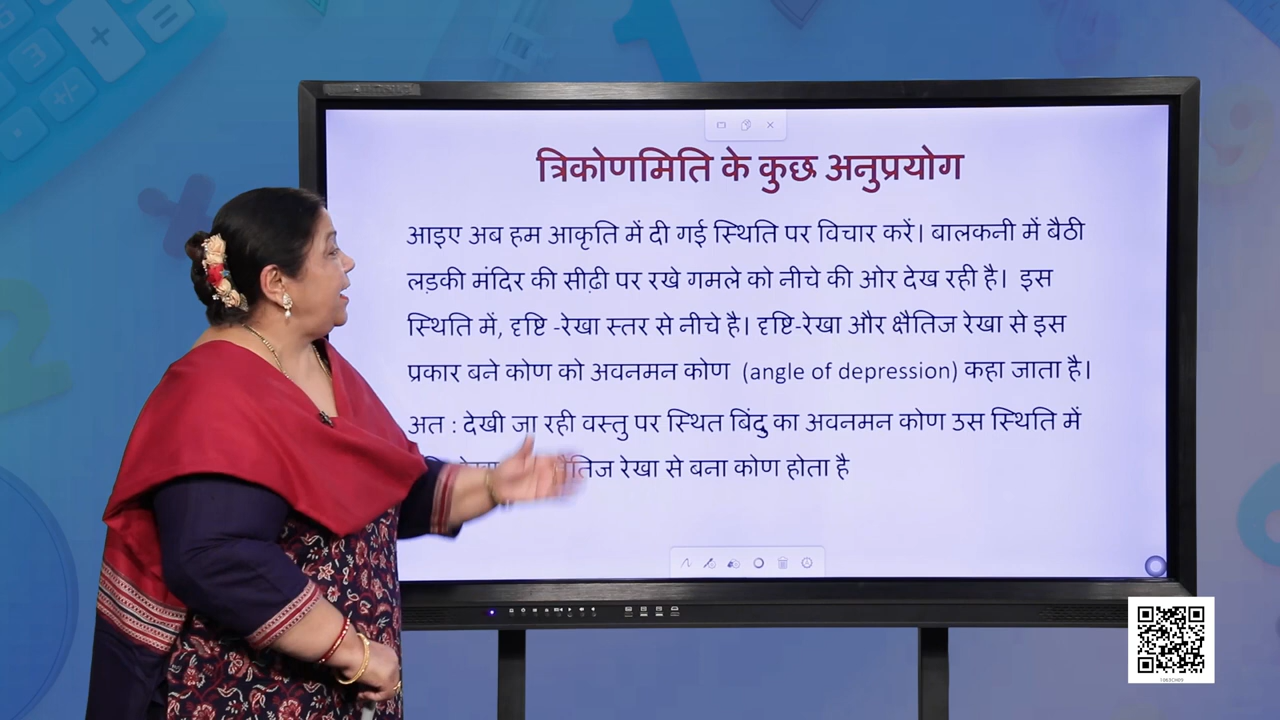 त्रिकोणमिति के कुछ अनुप्रयोग
आइए अब हम आकृति में दी गई स्थिति पर विचार करें। बालकनी में बैठी
लड़की मंदिर की सीढ़ी पर रखे गमले को नीचे की ओर देख रही है। इस
स्थिति में, दृष्टि -रेखा स्तर से नीचे है। दृष्टि-रेखा और क्षैतिज रेखा से इस
प्रकार बने कोण को अवनमन कोण (angle of depression) कहा जाता है।
अत : देखी जा रही वस्तु पर स्थित बिंदु का अवनमन कोण उस स्थिति में
रेखा से बना कोण होता है